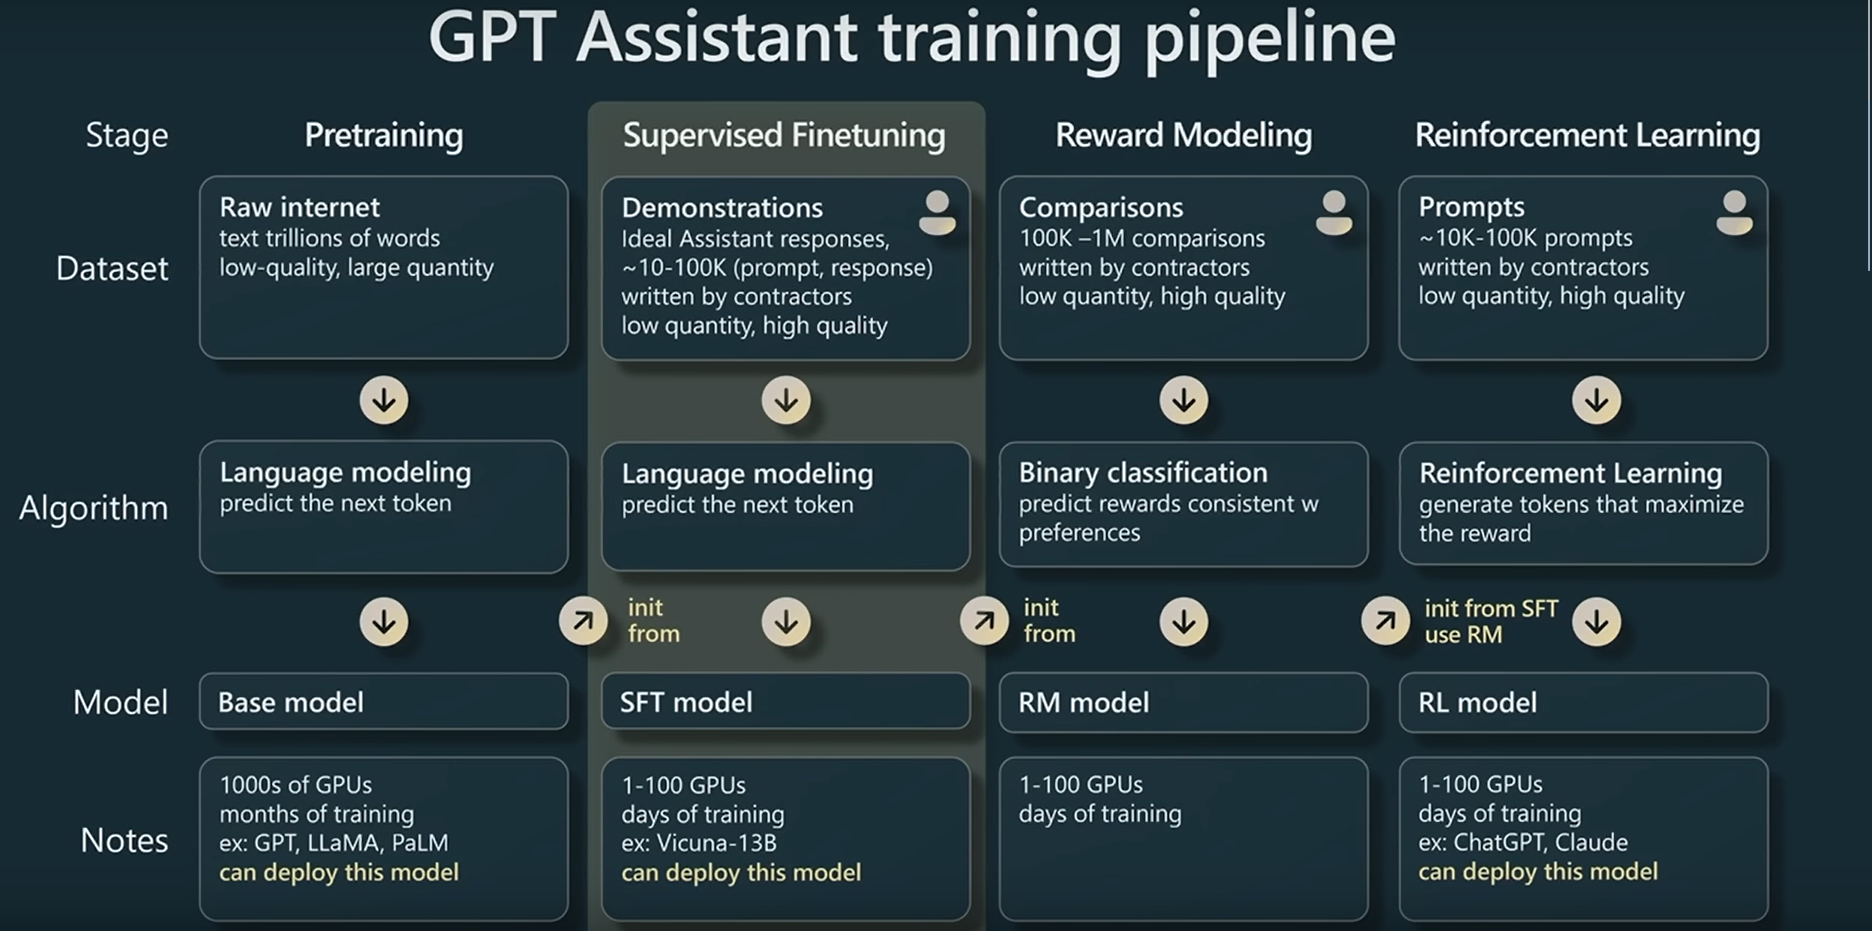 GPT Assistant training pipeline
Stage
Pretraining
Supervised Finetuning
Reward Modeling
Reinforcement Learning
Dataset
Raw internet
text trillions of words
low-quality, large quantity
Demonstrations
Ideal Assistant responses,
~10-100K (prompt, response)
written by contractors
low quantity, high quality
Comparisons
100K –1M comparisons
written by contractors
low quantity, high quality
Prompts
~10K-100K prompts
written by contractors
low quantity, high quality
Algorithm
Language modeling
predict the next token
Language modeling
predict the next token
Binary classification
predict rewards consistent w
preferences
Reinforcement Learning
generate tokens that maximize
the reward
init
from
init
from
init from SFT
use RM
Model
Base model
SFT model
RM model
RL model
Notes
1000s of GPUs
months of training
ex: GPT, LLaMA, PaLM
can deploy this model
1-100 GPUs
days of training
ex: Vicuna-13B
can deploy this model
1-100 GPUs
days of training
1-100 GPUs
days of training
ex: ChatGPT, Claude
can deploy this model